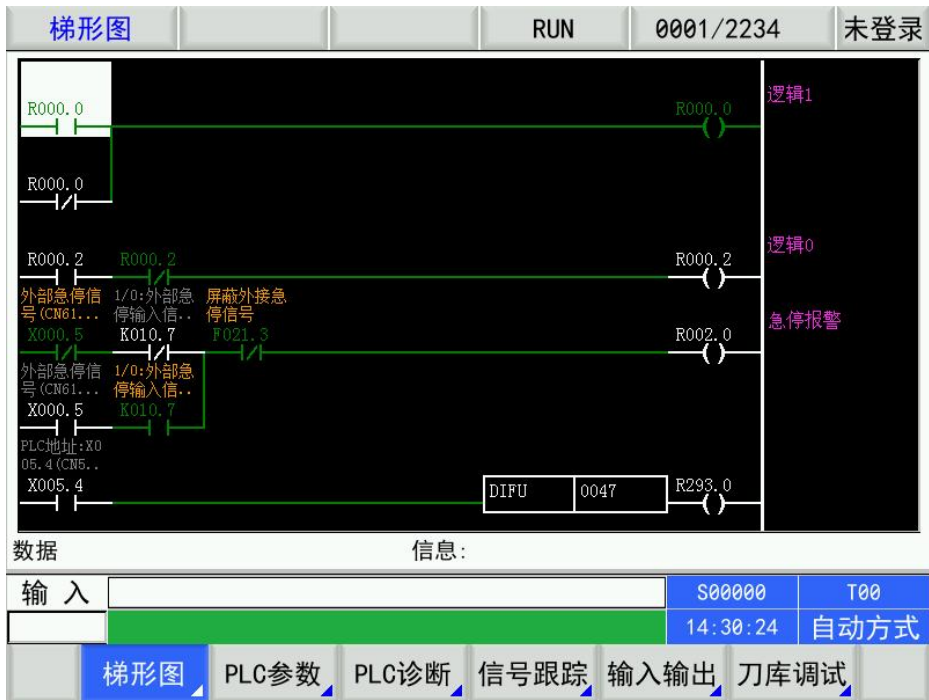 梯形图 RUN 0001/2234 未登录
R000.0 R000.0 逻辑1
R000.0
R000.2 R000.2 R000.2 逻辑0
外部急停信 1/0:外部急 屏蔽外接急
号(CN61... 停输入信.. 停信号
X000.5 K010.7 F021.3 R002.0 急停报警
外部急停信 1/0:外部急
号(CN61... 停输入信..
X000.5 K010.7
PLC地址:X0
05.4(CN5..
X005.4 DIFU 0047 R293.0
数据 信息:
输入 S00000 T00
14:30:24 自动方式
梯形图 PLC参数 PLC诊断 信号跟踪 输入输出 刀库调试